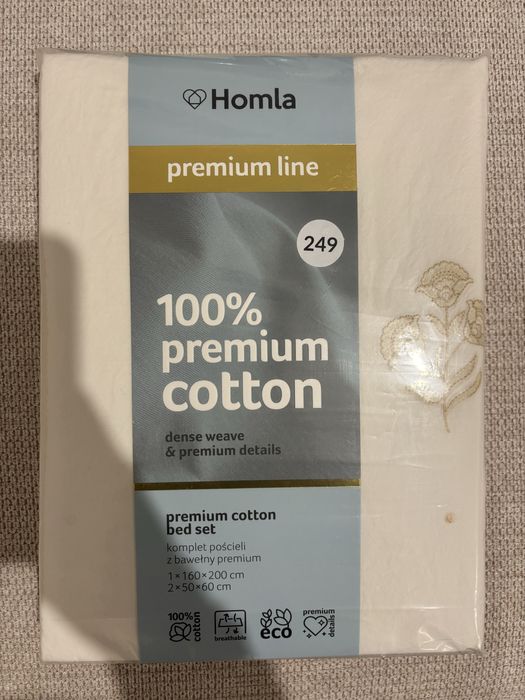 Homla
premium line
249
100%
premium
cotton
dense weave
& premium details
premium cotton
bed set
komplet pościeli
z bawełny premium
1×160×200 cm
2×50×60 cm
100%
cotton
breathable
eco
premium
details